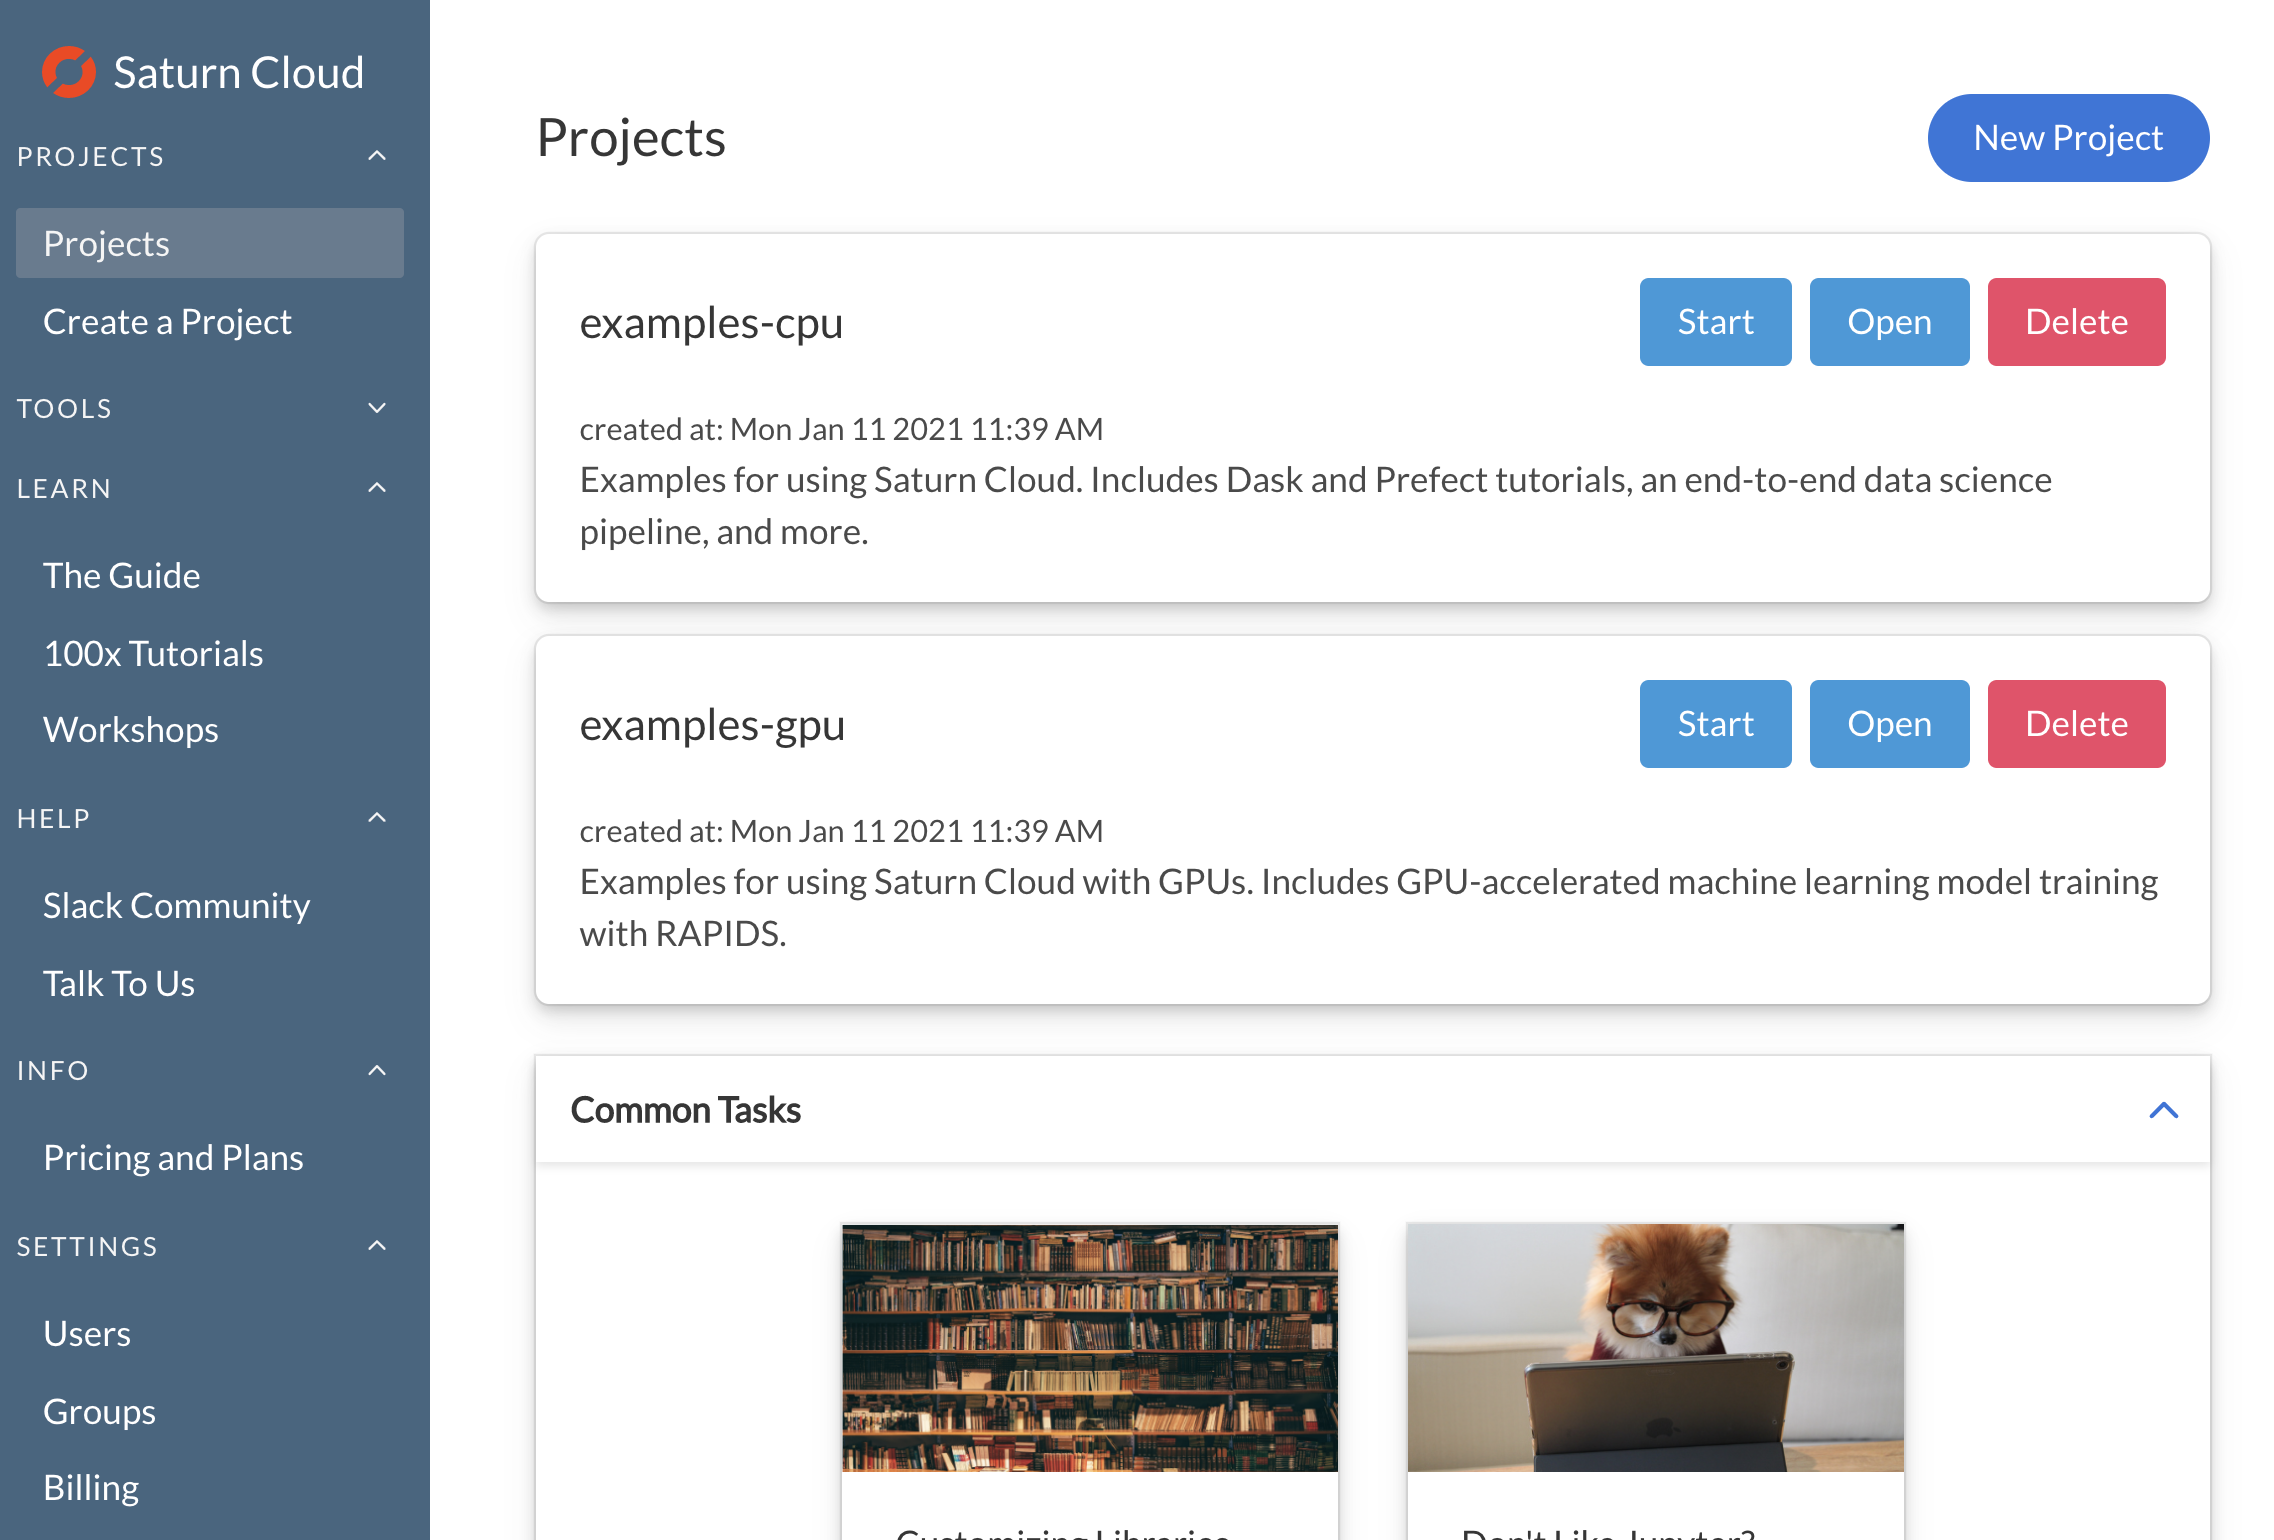 Saturn Cloud
PROJECTS
Projects
Create a Project
TOOLS
LEARN
The Guide
100x Tutorials
Workshops
HELP
Slack Community
Talk To Us
INFO
Pricing and Plans
SETTINGS
Users
Groups
Billing
Projects
New Project
examples-cpu
Start
Open
Delete
created at: Mon Jan 11 2021 11:39 AM
Examples for using Saturn Cloud. Includes Dask and Prefect tutorials, an end-to-end data science
pipeline, and more.
examples-gpu
Start
Open
Delete
created at: Mon Jan 11 2021 11:39 AM
Examples for using Saturn Cloud with GPUs. Includes GPU-accelerated machine learning model training
with RAPIDS.
Common Tasks
Customizing Libraries
Don't Like Jupyter?